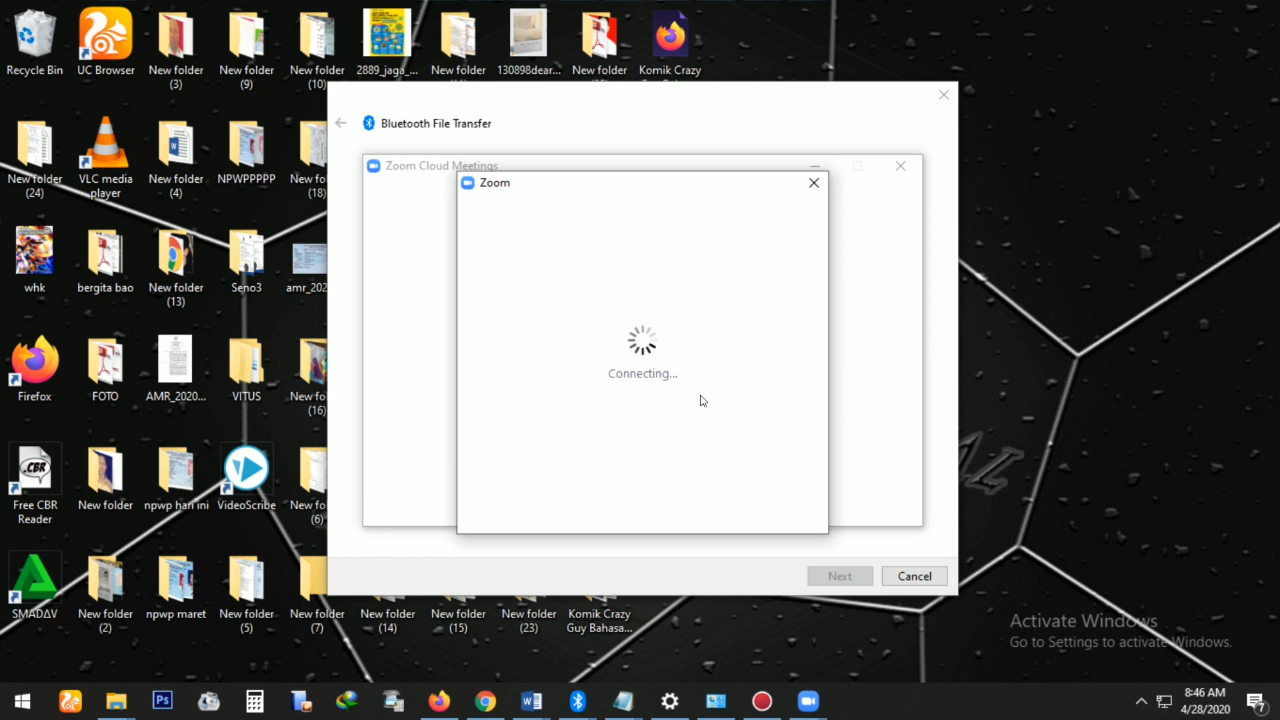 Recycle Bin
UC Browser
New folder
(3)
New folder
(9)
New folder
(10)
2889_jaga_...
New folder
130898dear...
New folder
Komik Crazy
Bluetooth File Transfer
Zoom Cloud Meetings
Zoom
Connecting...
Next
Cancel
New folder
(24)
VLC media
player
New folder
(4)
NPWPPPPP
New fo
(18)
whk
bergita bao
New folder
(13)
Seno3
amr_202
Firefox
FOTO
AMR_2020...
VITUS
New fo
(16)
CBR
Free CBR
Reader
New folder
npwp hari ini
VideoScribe
New fo
(6)
SMADΔV
New folder
(2)
npwp maret
New folder
(5)
New folder
(7)
New folder
(14)
New folder
(15)
New folder
(23)
Komik Crazy
Guy Bahasa...
Activate Windows
Go to Settings to activate Windows.
Ps
8:46 AM
4/28/2020
7